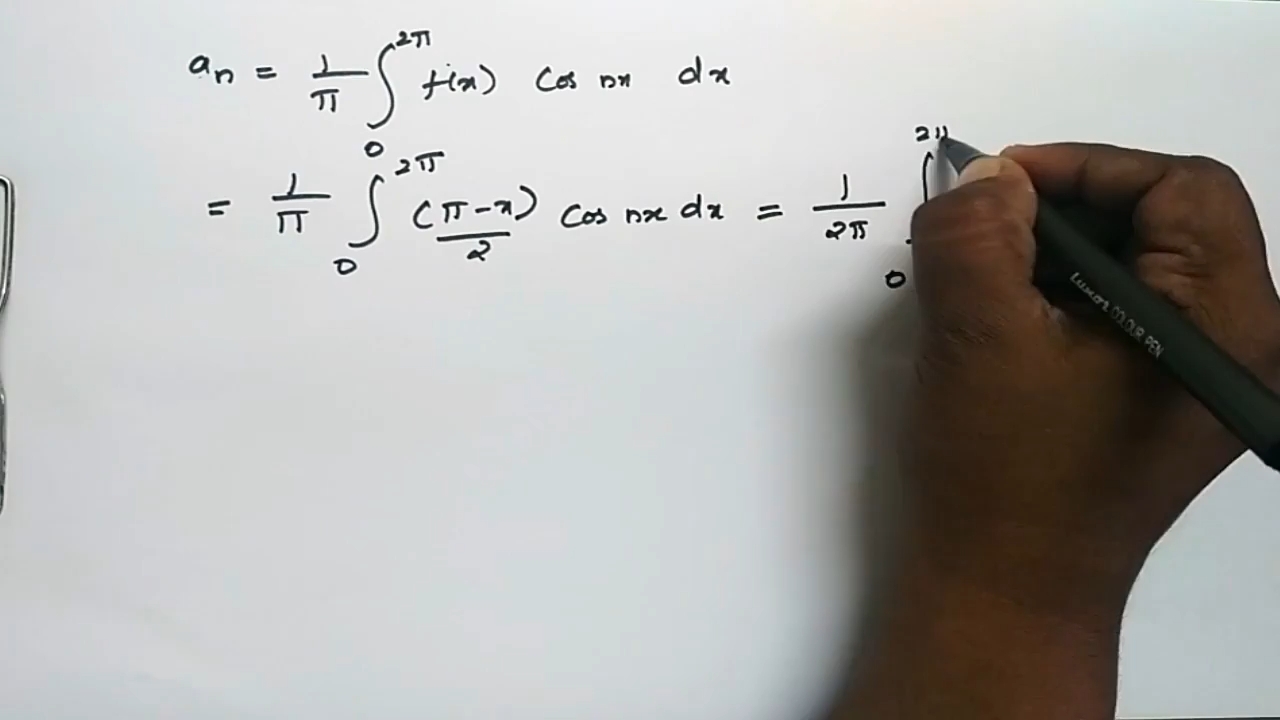 aₙ = 1/π ∫₀^2π f(x) cos nx dx
= 1/π ∫₀^2π (π-x)/2 cos nx dx = 1/2π ∫₀^2π
Luxor COLOUR PEN